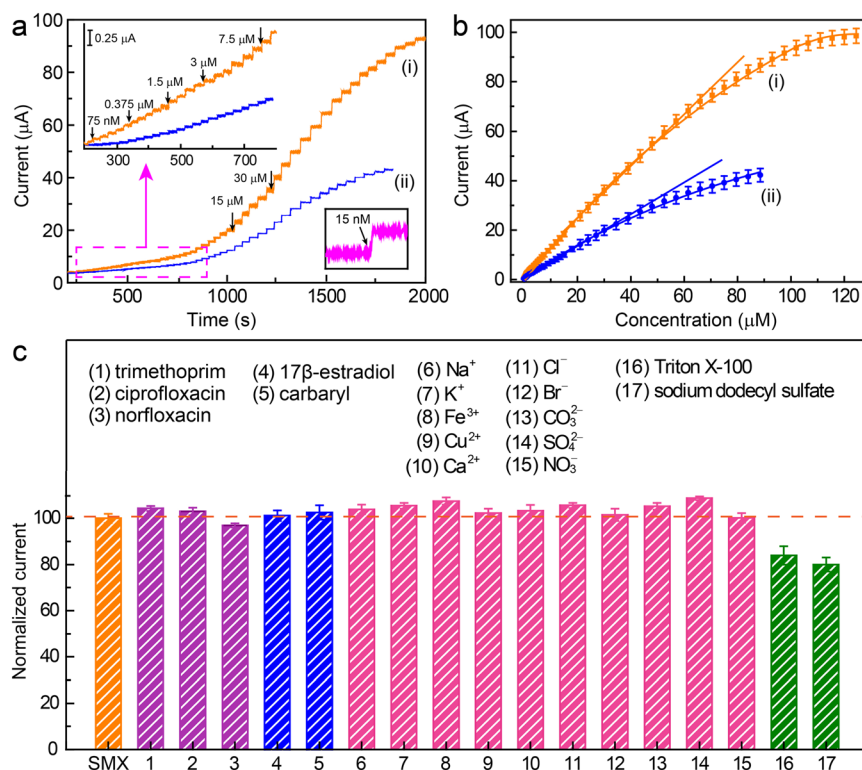 a
b
0.25 μA
7.5 μM
3 μM
1.5 μM
0.375 μM
75 nM
300 500 700
(i)
(ii)
15 μM
30 μM
15 nM
100
80
60
40
20
0
Current (μA)
500 1000 1500 2000
Time (s)
120
100
80
60
40
20
0
Current (μA)
(i)
(ii)
0 20 40 60 80 100 120
Concentration (μM)
c
(1) trimethoprim
(2) ciprofloxacin
(3) norfloxacin
(4) 17β-estradiol
(5) carbaryl
(6) Na⁺
(7) K⁺
(8) Fe³⁺
(9) Cu²⁺
(10) Ca²⁺
(11) Cl⁻
(12) Br⁻
(13) CO₃²⁻
(14) SO₄²⁻
(15) NO₃⁻
(16) Triton X-100
(17) sodium dodecyl sulfate
100
80
60
40
20
0
Normalized current
SMX 1 2 3 4 5 6 7 8 9 10 11 12 13 14 15 16 17